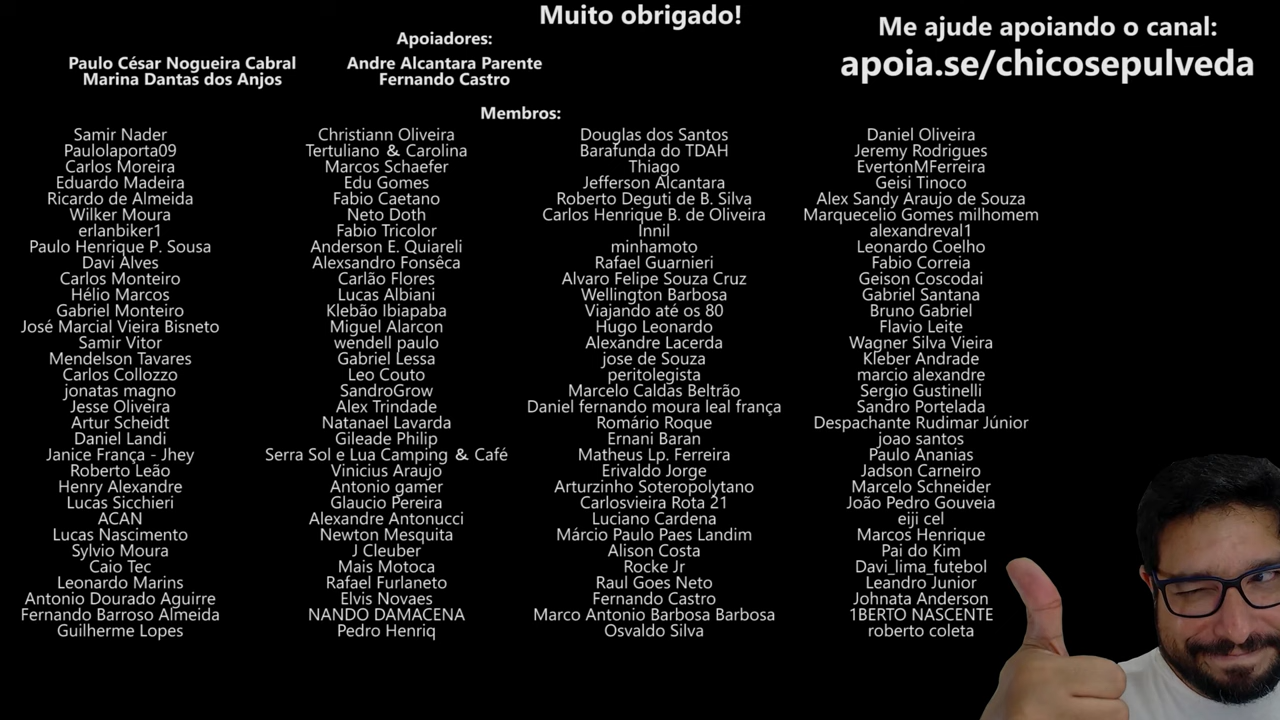 Muito obrigado!
Me ajude apoiando o canal:
apoia.se/chicosepulveda
Apoiadores:
Paulo César Nogueira Cabral
Marina Dantas dos Anjos
Andre Alcantara Parente
Fernando Castro
Membros:
Samir Nader
Paulolaporta09
Carlos Moreira
Eduardo Madeira
Ricardo de Almeida
Wilker Moura
erlanbiker1
Paulo Henrique P. Sousa
Davi Alves
Carlos Monteiro
Hélio Marcos
Gabriel Monteiro
José Marcial Vieira Bisneto
Samir Vitor
Mendelson Tavares
Carlos Collozzo
jonatas magno
Jesse Oliveira
Artur Scheidt
Daniel Landi
Janice França - Jhey
Roberto Leão
Henry Alexandre
Lucas Sicchieri
ACAN
Lucas Nascimento
Sylvio Moura
Caio Tec
Leonardo Marins
Antonio Dourado Aguirre
Fernando Barroso Almeida
Guilherme Lopes
Christiann Oliveira
Tertuliano & Carolina
Marcos Schaefer
Edu Gomes
Fabio Caetano
Neto Doth
Fabio Tricolor
Anderson E. Quiareli
Alexsandro Fonsêca
Carlão Flores
Lucas Albiani
Klebão Ibiapaba
Miguel Alarcon
wendell paulo
Gabriel Lessa
Leo Couto
SandroGrow
Alex Trindade
Natanael Lavarda
Gileade Philip
Serra Sol e Lua Camping & Café
Vinicius Araujo
Antonio gamer
Glaucio Pereira
Alexandre Antonucci
Newton Mesquita
J Cleuber
Mais Motoca
Rafael Furlaneto
Elvis Novaes
NANDO DAMACENA
Pedro Henriq
Douglas dos Santos
Barafunda do TDAH
Thiago
Jefferson Alcantara
Roberto Deguti de B. Silva
Carlos Henrique B. de Oliveira
Innil
minhamoto
Rafael Guarnieri
Alvaro Felipe Souza Cruz
Wellington Barbosa
Viajando até os 80
Hugo Leonardo
Alexandre Lacerda
jose de Souza
peritolegista
Marcelo Caldas Beltrão
Daniel fernando moura leal frança
Romário Roque
Ernani Baran
Matheus Lp. Ferreira
Erivaldo Jorge
Arturzinho Soteropolytano
Carlosvieira Rota 21
Luciano Cardena
Márcio Paulo Paes Landim
Alison Costa
Rocke Jr
Raul Goes Neto
Fernando Castro
Marco Antonio Barbosa Barbosa
Osvaldo Silva
Daniel Oliveira
Jeremy Rodrigues
EvertonMFerreira
Geisi Tinoco
Alex Sandy Araujo de Souza
Marquecelio Gomes milhomem
alexandreval1
Leonardo Coelho
Fabio Correia
Geison Coscodai
Gabriel Santana
Bruno Gabriel
Flavio Leite
Wagner Silva Vieira
Kleber Andrade
marcio alexandre
Sergio Gustinelli
Sandro Portelada
Despachante Rudimar Júnior
joao santos
Paulo Ananias
Jadson Carneiro
Marcelo Schneider
João Pedro Gouveia
eiji cel
Marcos Henrique
Pai do Kim
Davi_lima_futebol
Leandro Junior
Johnata Anderson
1BERTO NASCENTE
roberto coleta